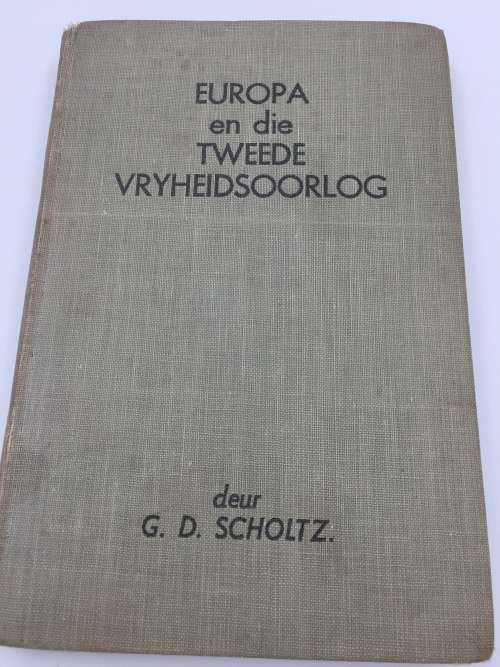 EUROPA
en die
TWEEDE
VRYHEIDSOORLOG
deur
G. D. SCHOLTZ.